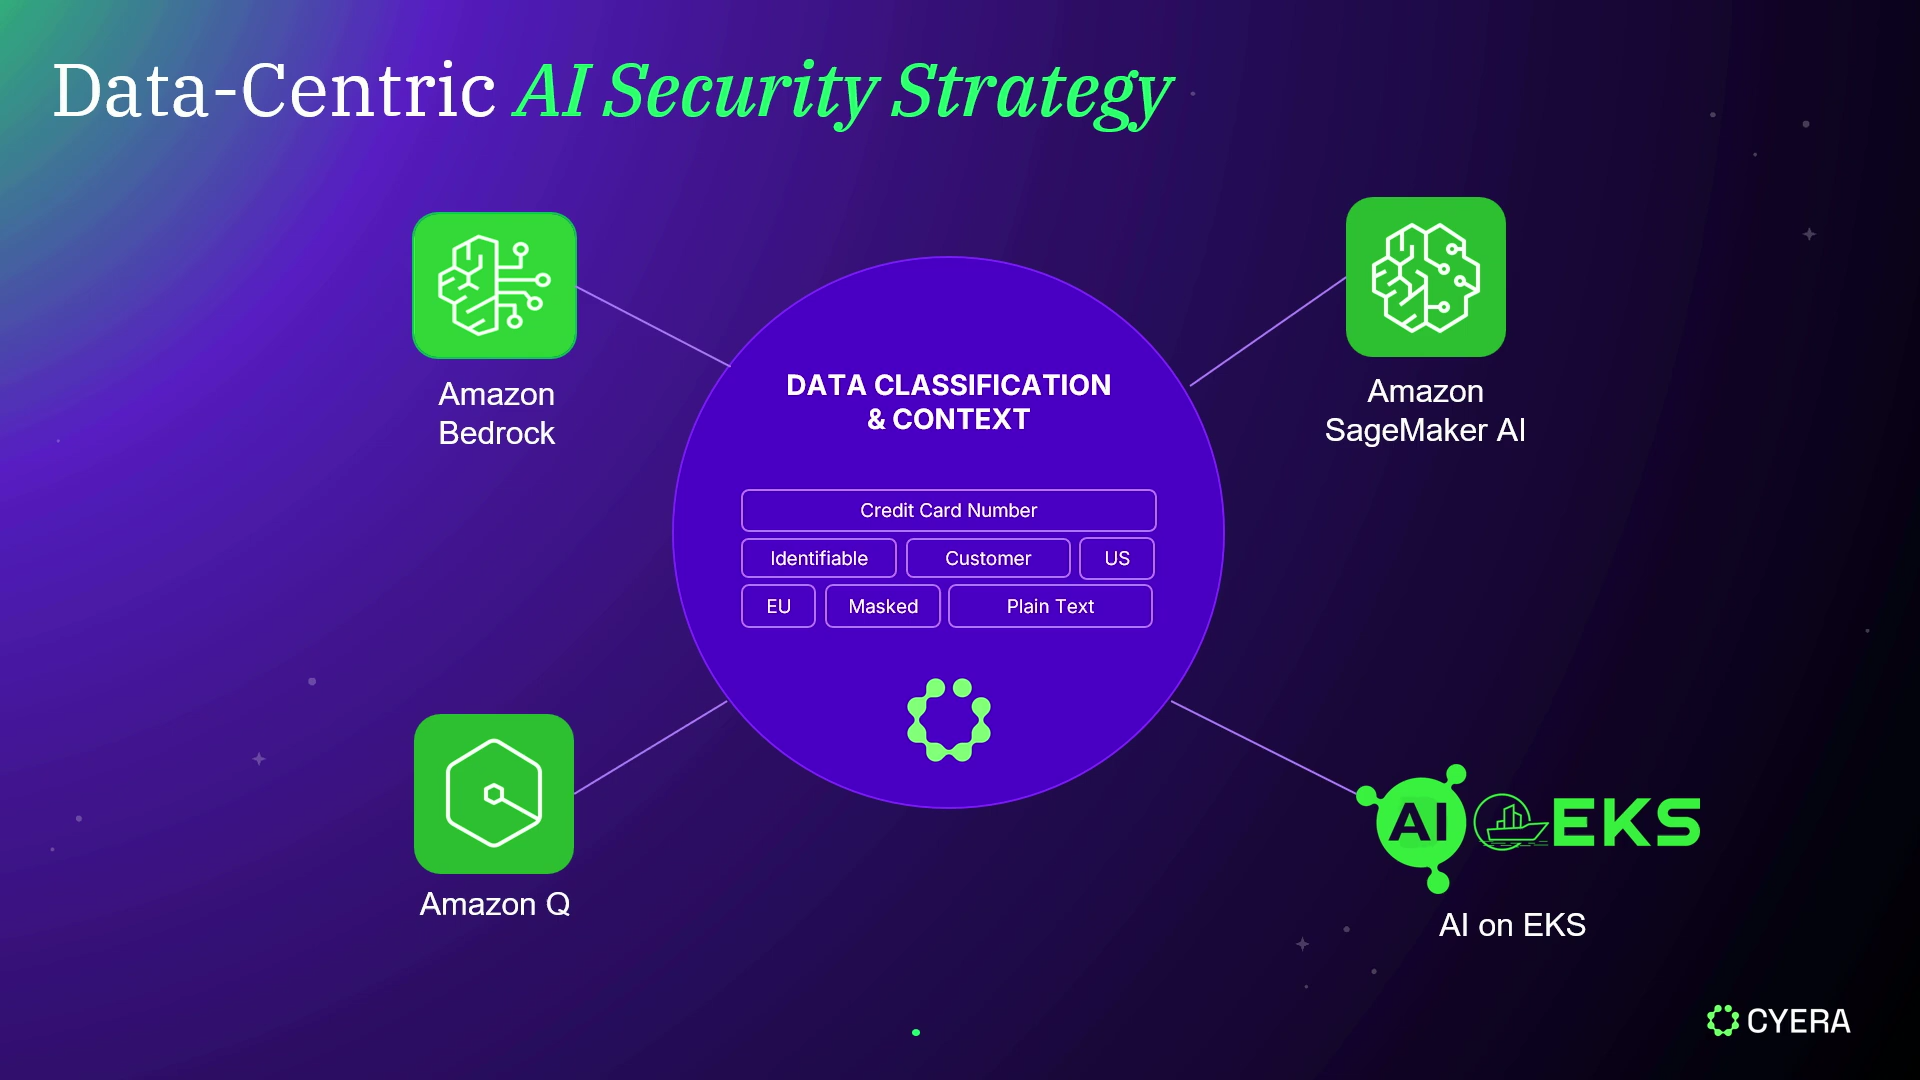 Data-Centric AI Security Strategy
Amazon
Bedrock
Amazon
SageMaker AI
DATA CLASSIFICATION
& CONTEXT
Credit Card Number
Identifiable
Customer
US
EU
Masked
Plain Text
Amazon Q
AI EKS
AI on EKS
CYERA